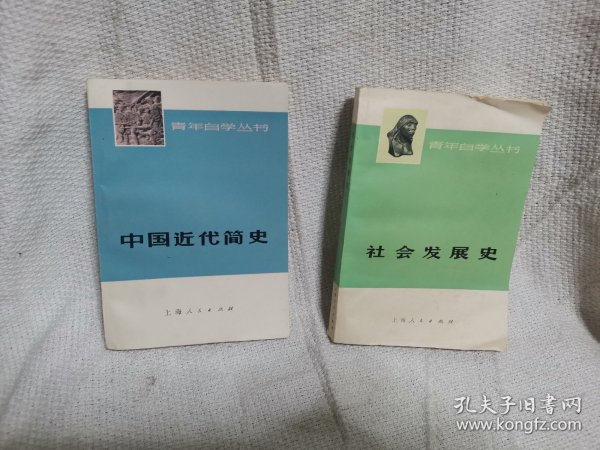 青年自学丛书
中国近代简史
上海人民出版社
青年自学丛书
社会发展史
上海人民出版社
孔夫子旧书网
www.kongfz.com